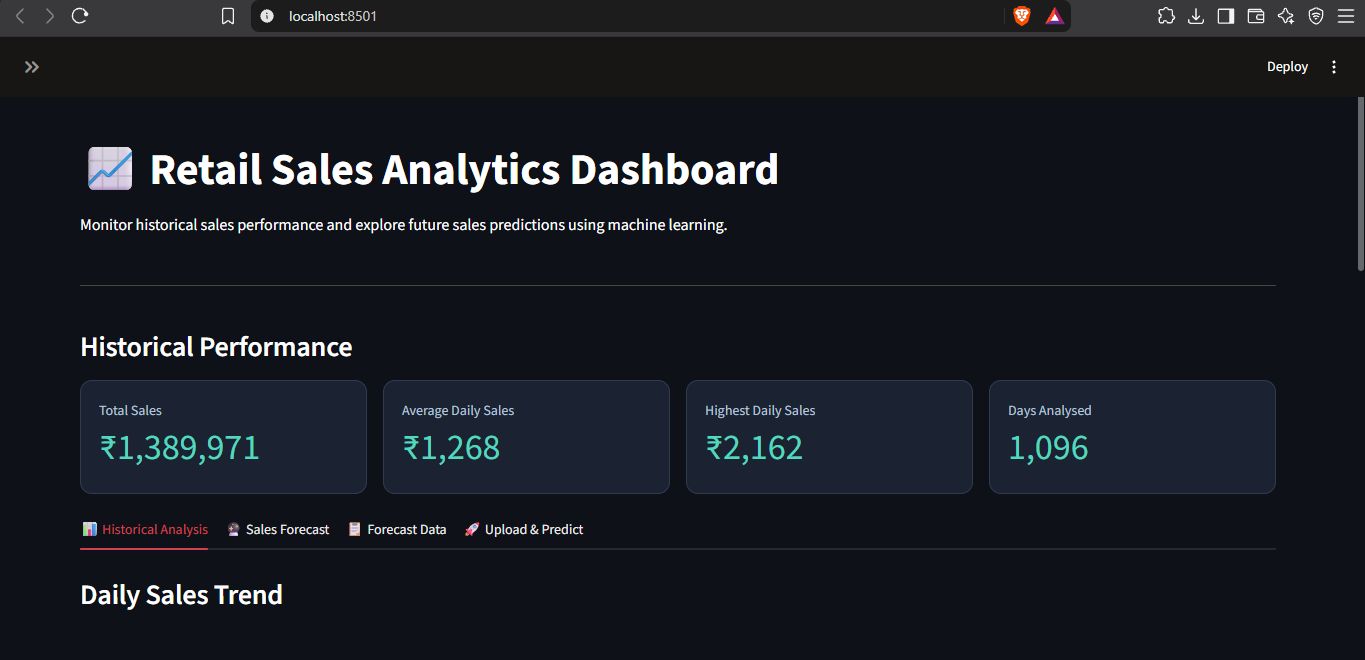 localhost:8501
Deploy
Retail Sales Analytics Dashboard
Monitor historical sales performance and explore future sales predictions using machine learning.
Historical Performance
Total Sales
₹1,389,971
Average Daily Sales
₹1,268
Highest Daily Sales
₹2,162
Days Analysed
1,096
Historical Analysis Sales Forecast Forecast Data Upload & Predict
Daily Sales Trend